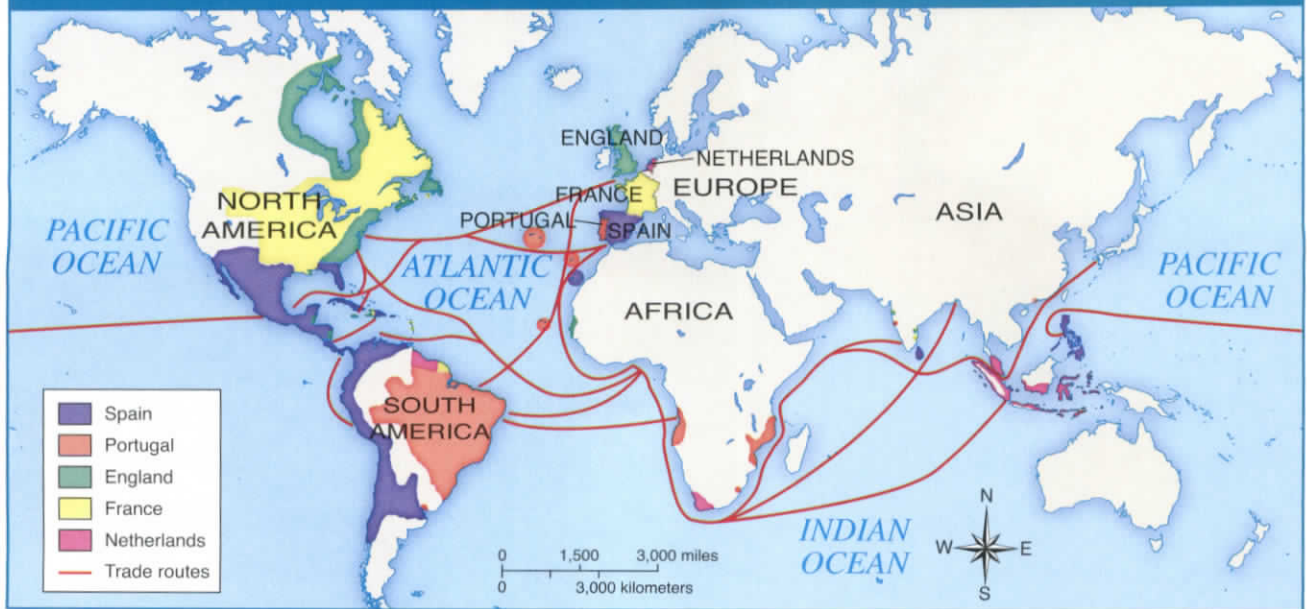 ENGLAND
NETHERLANDS
FRANCE
EUROPE
NORTH
AMERICA
PORTUGAL
SPAIN
ASIA
PACIFIC
OCEAN
ATLANTIC
OCEAN
PACIFIC
OCEAN
AFRICA
SOUTH
AMERICA
Spain
Portugal
England
France
Netherlands
Trade routes
0 1,500 3,000 miles
0 3,000 kilometers
INDIAN
OCEAN
N
W E
S